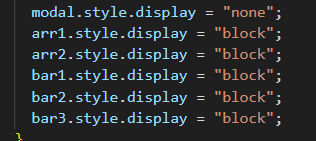 modal.style.display = "none";
arr1.style.display = "block";
arr2.style.display = "block";
bar1.style.display = "block";
bar2.style.display = "block";
bar3.style.display = "block";
}